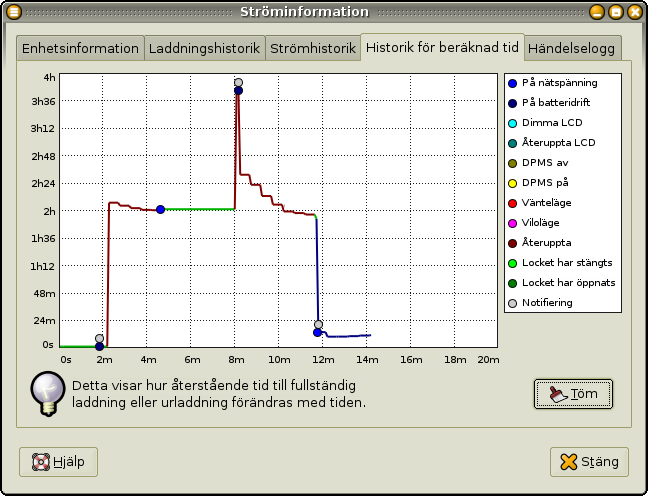 Ströminformation
Enhetsinformation
Laddningshistorik
Strömhistorik
Historik för beräknad tid
Händelselogg
4h
3h36
3h12
2h48
2h24
2h
1h36
1h12
48m
24m
0s
0s 2m 4m 6m 8m 10m 12m 14m 16m 18m 20m
På nätspänning
På batteridrift
Dimma LCD
Återuppta LCD
DPMS av
DPMS på
Vänteläge
Viloläge
Återuppta
Locket har stängts
Locket har öppnats
Notifiering
Detta visar hur återstående tid till fullständig
laddning eller urladdning förändras med tiden.
Töm
Hjälp
Stäng